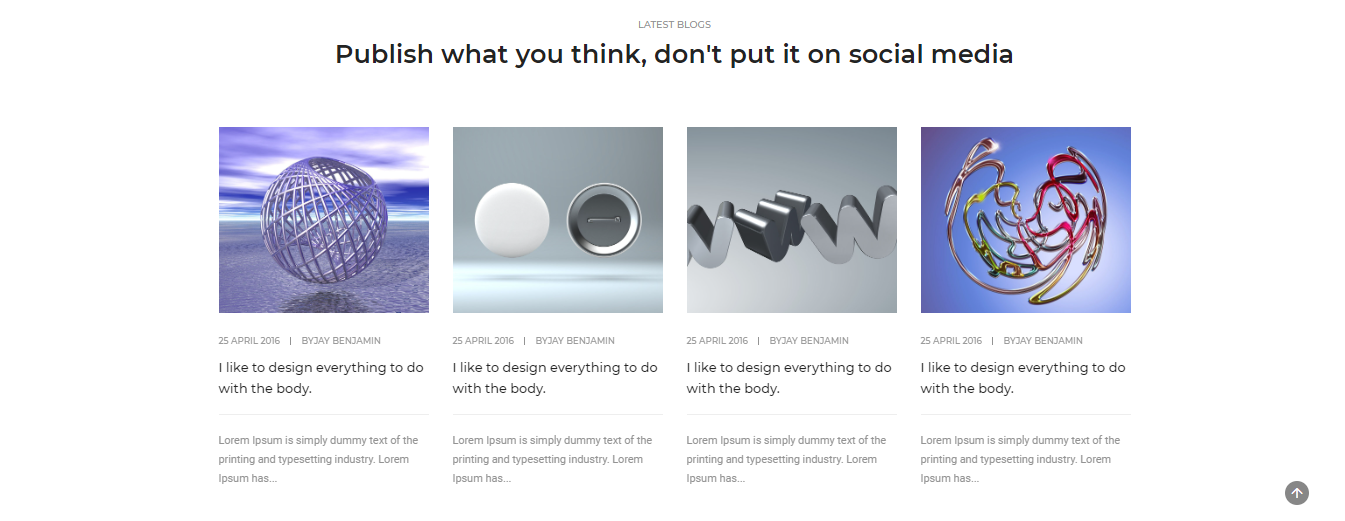 LATEST BLOGS
Publish what you think, don't put it on social media
25 APRIL 2016 | BYJAY BENJAMIN
I like to design everything to do
with the body.
Lorem Ipsum is simply dummy text of the
printing and typesetting industry. Lorem
Ipsum has...
25 APRIL 2016 | BYJAY BENJAMIN
I like to design everything to do
with the body.
Lorem Ipsum is simply dummy text of the
printing and typesetting industry. Lorem
Ipsum has...
25 APRIL 2016 | BYJAY BENJAMIN
I like to design everything to do
with the body.
Lorem Ipsum is simply dummy text of the
printing and typesetting industry. Lorem
Ipsum has...
25 APRIL 2016 | BYJAY BENJAMIN
I like to design everything to do
with the body.
Lorem Ipsum is simply dummy text of the
printing and typesetting industry. Lorem
Ipsum has...